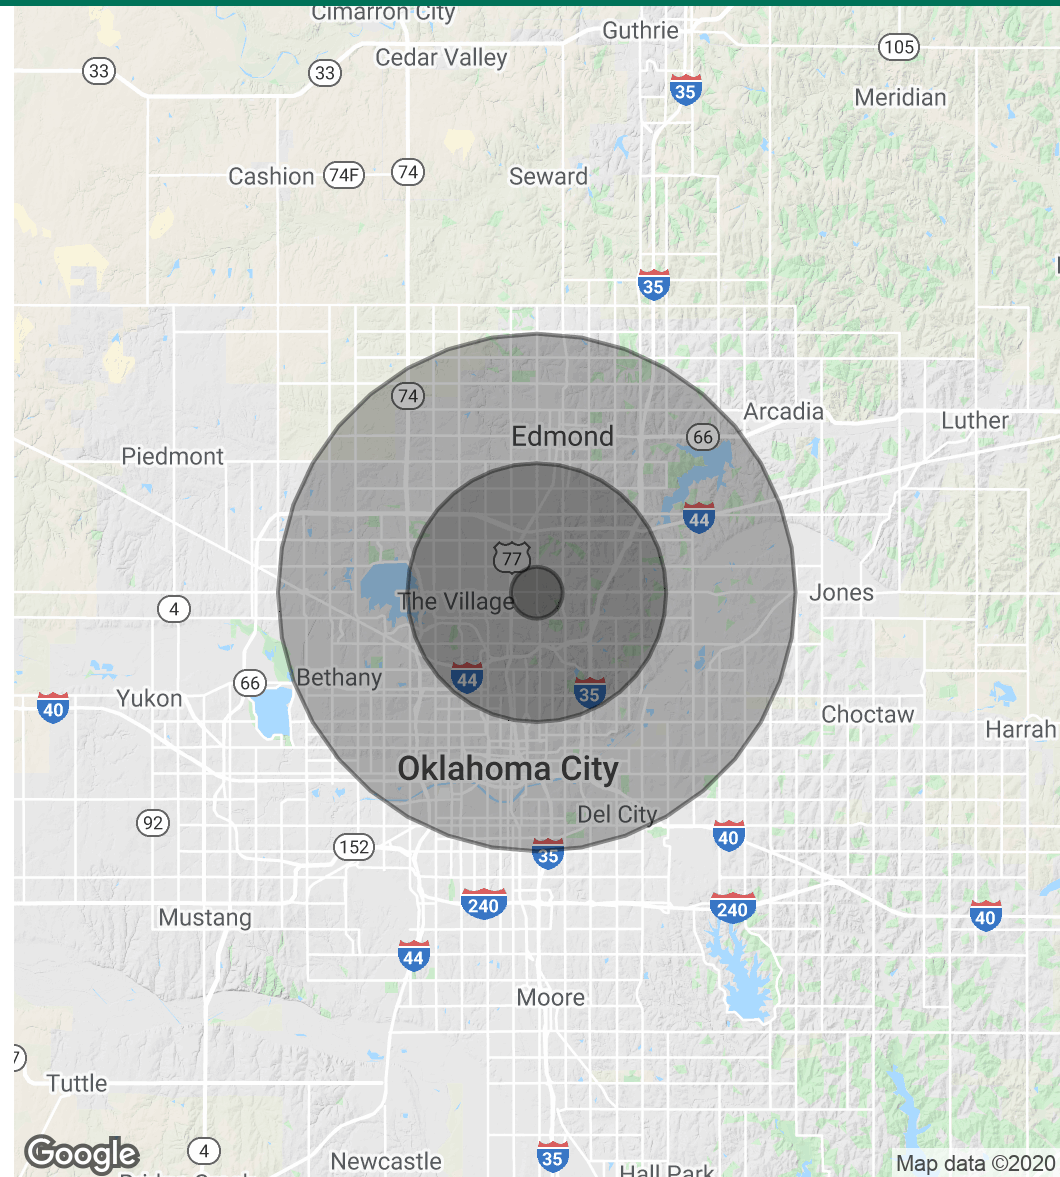 Cimarron City
Guthrie
105
Cedar Valley
33
33
35
Meridian
Cashion
74F
74
Seward
35
74
Arcadia
Luther
Edmond
66
Piedmont
44
77
The Village
Jones
4
Bethany
44
35
66
Yukon
40
Choctaw
Harrah
Oklahoma City
Del City
92
40
152
35
240
240
Mustang
40
44
Moore
7
Tuttle
Google
4
Newcastle
35
Hall Park
Map data ©2020